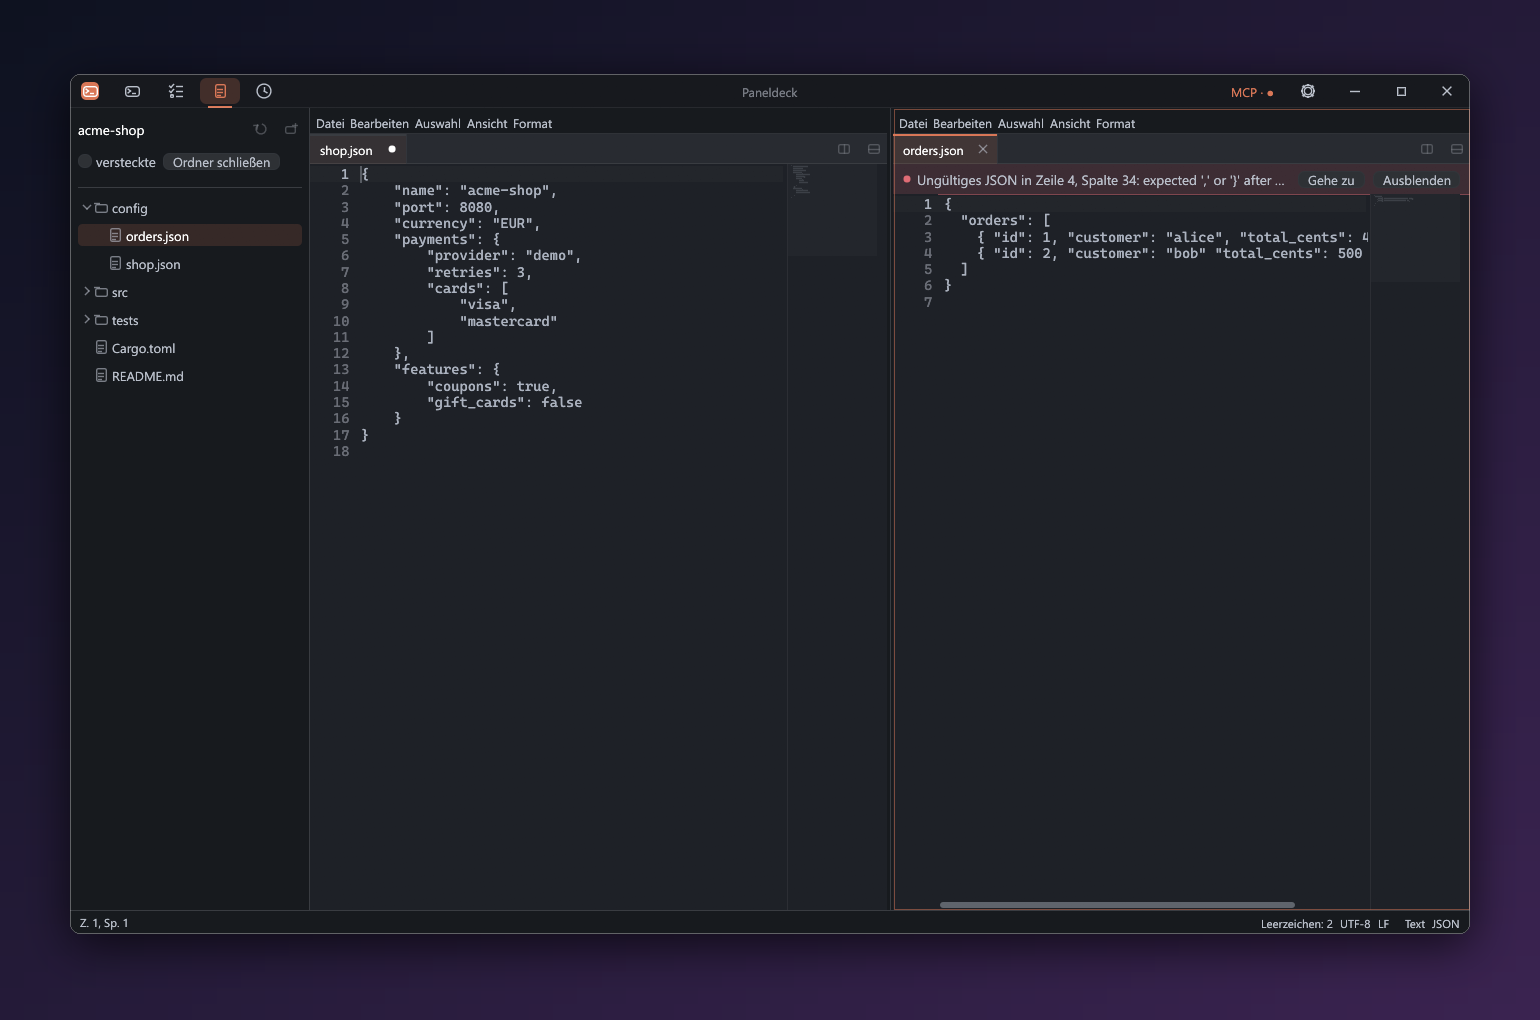 Paneldeck
MCP · ●
acme-shop
versteckte
Ordner schließen
config
orders.json
shop.json
src
tests
Cargo.toml
README.md
Datei Bearbeiten Auswahl Ansicht Format
shop.json
1 {
2     "name": "acme-shop",
3     "port": 8080,
4     "currency": "EUR",
5     "payments": {
6         "provider": "demo",
7         "retries": 3,
8         "cards": [
9             "visa",
10             "mastercard"
11         ]
12     },
13     "features": {
14         "coupons": true,
15         "gift_cards": false
16     }
17 }
18
Datei Bearbeiten Auswahl Ansicht Format
orders.json
Ungültiges JSON in Zeile 4, Spalte 34: expected ',' or '}' after ...
Gehe zu
Ausblenden
1 {
2   "orders": [
3     { "id": 1, "customer": "alice", "total_cents": 4
4     { "id": 2, "customer": "bob" "total_cents": 500
5   ]
6 }
7
Z. 1, Sp. 1
Leerzeichen: 2 UTF-8 LF Text JSON